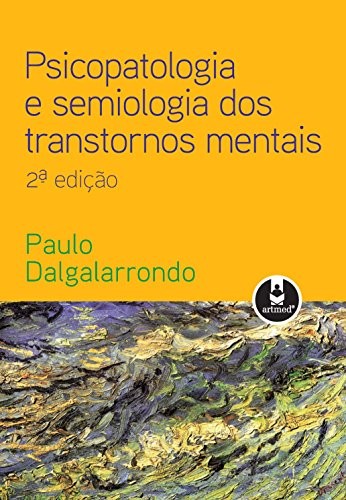 Psicopatologia
e semiologia dos
transtornos mentais
2ª edição
Paulo
Dalgalarrondo
artmed®